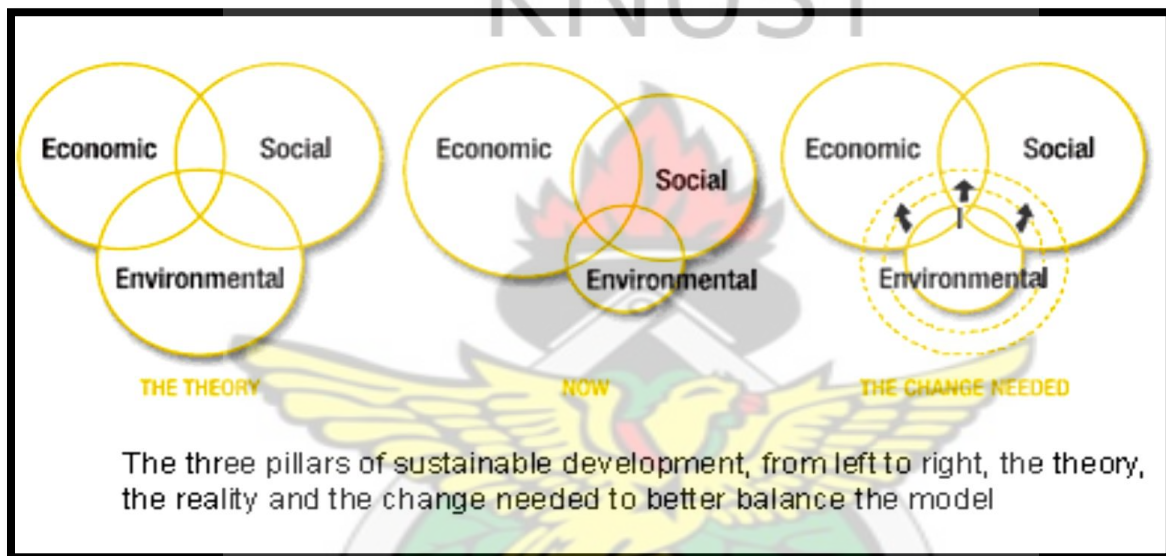 KNUST
Economic
Social
Environmental
THE THEORY
Economic
Social
Environmental
NOW
Economic
Social
Environmental
THE CHANGE NEEDED
The three pillars of sustainable development, from left to right, the theory,
the reality and the change needed to better balance the model